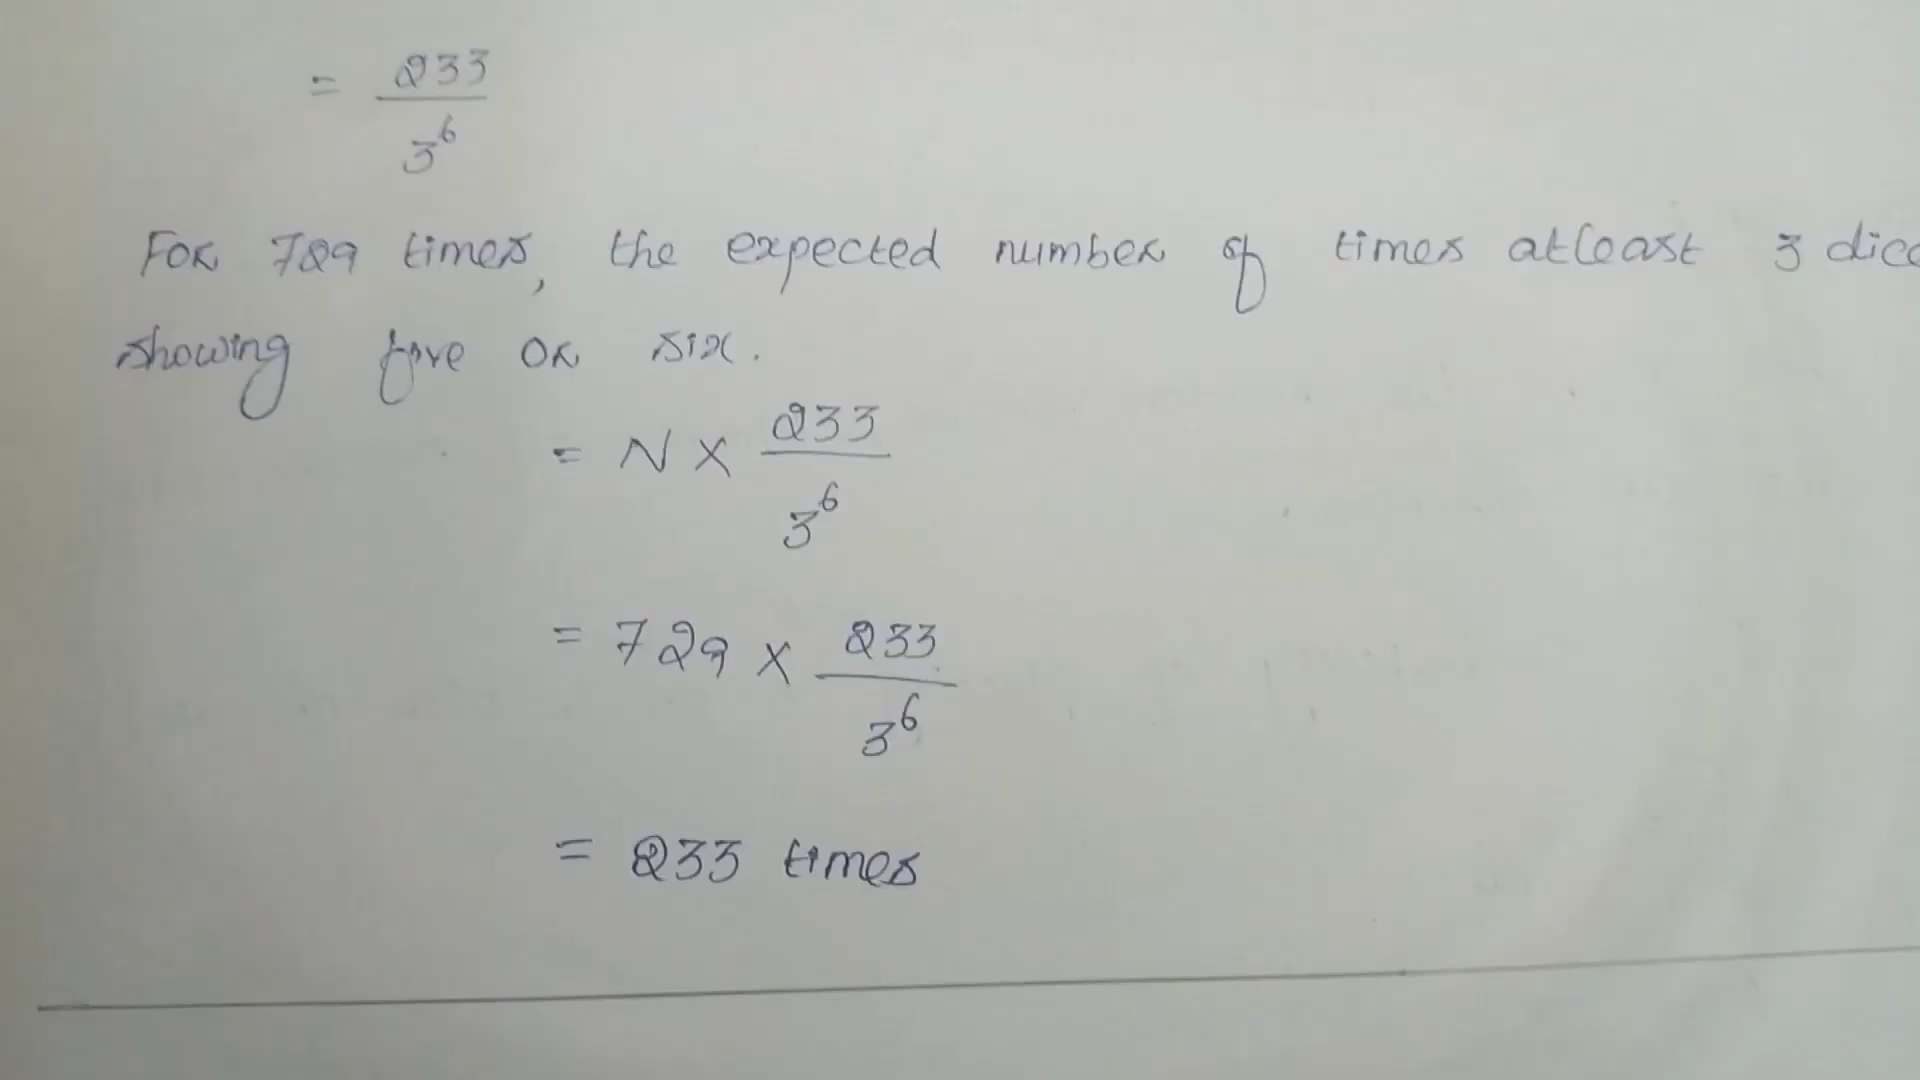 = 233/3^6
For 729 times, the expected number of times atleast 3 dice
showing five or six.
= N × 233/3^6
= 729 × 233/3^6
= 233 times